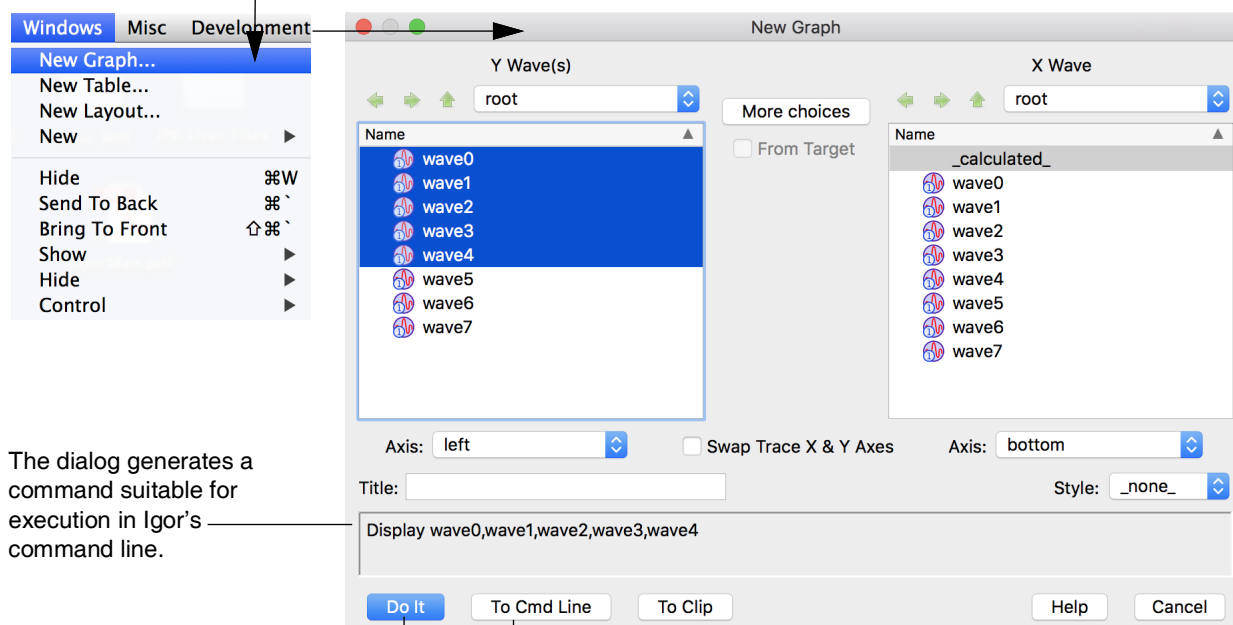 Windows Misc Development
New Graph...
New Table...
New Layout...
New ▶
Hide ⌘W
Send To Back ⌘`
Bring To Front ⇧⌘`
Show ▶
Hide ▶
Control ▶
The dialog generates a
command suitable for
execution in Igor's
command line.
New Graph
Y Wave(s)
root
Name
wave0
wave1
wave2
wave3
wave4
wave5
wave6
wave7
More choices
From Target
X Wave
root
Name
_calculated_
wave0
wave1
wave2
wave3
wave4
wave5
wave6
wave7
Axis: left
Swap Trace X & Y Axes
Axis: bottom
Title:
Style: _none_
Display wave0,wave1,wave2,wave3,wave4
Do It To Cmd Line To Clip Help Cancel